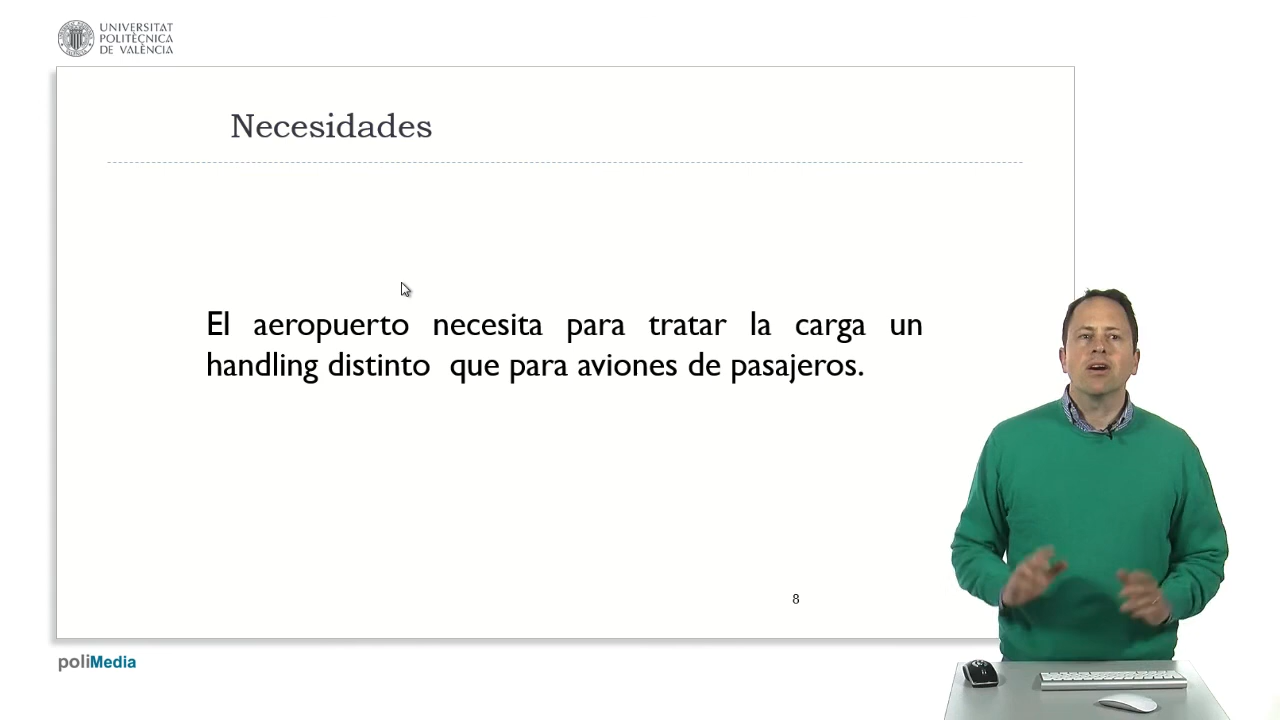 UNIVERSITAT
POLITÈCNICA
DE VALÈNCIA
Necesidades
El aeropuerto necesita para tratar la carga un
handling distinto que para aviones de pasajeros.
8
poliMedia